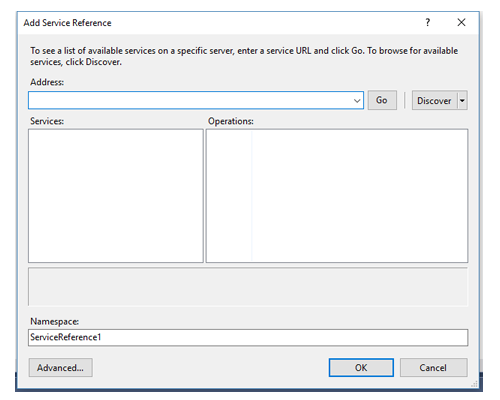 Add Service Reference
?
To see a list of available services on a specific server, enter a service URL and click Go. To browse for available
services, click Discover.
Address:
Go
Discover
Services:
Operations:
Namespace:
ServiceReference1
Advanced...
OK
Cancel